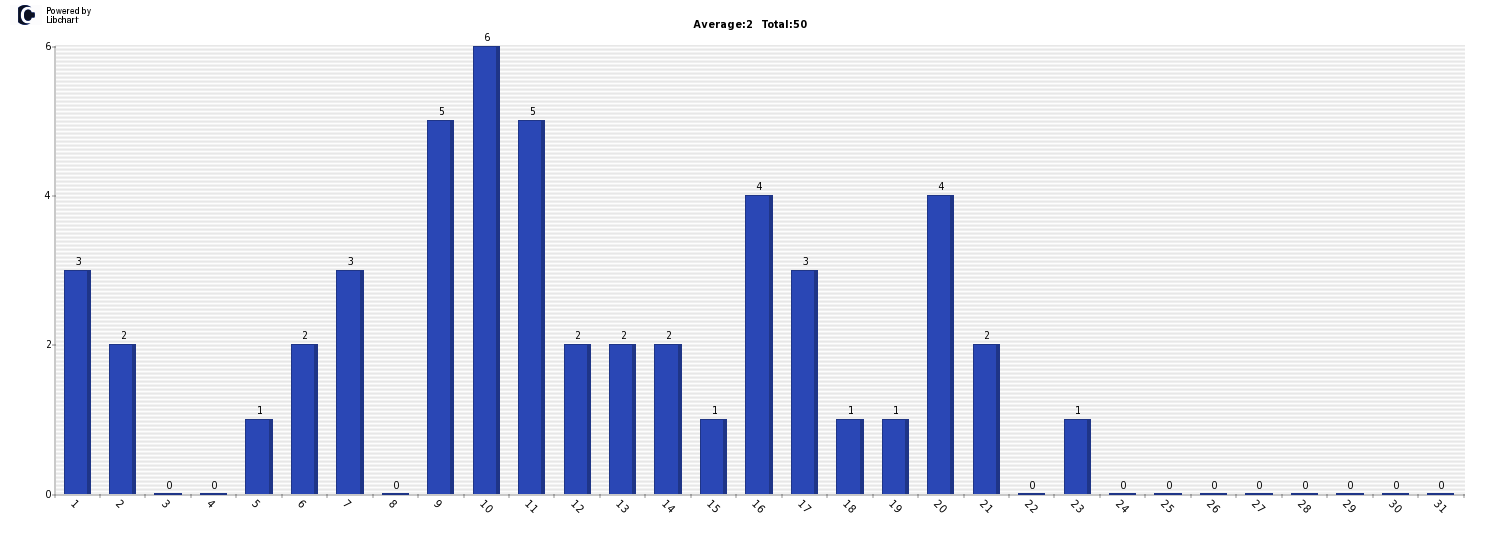 Powered by
Libchart
Average:2 Total:50
6
4
2
0
3 2 0 0 1 2 3 0 5 6 5 2 2 2 1 4 3 1 1 4 2 0 1 0 0 0 0 0 0 0 0
1 2 3 4 5 6 7 8 9 10 11 12 13 14 15 16 17 18 19 20 21 22 23 24 25 26 27 28 29 30 31